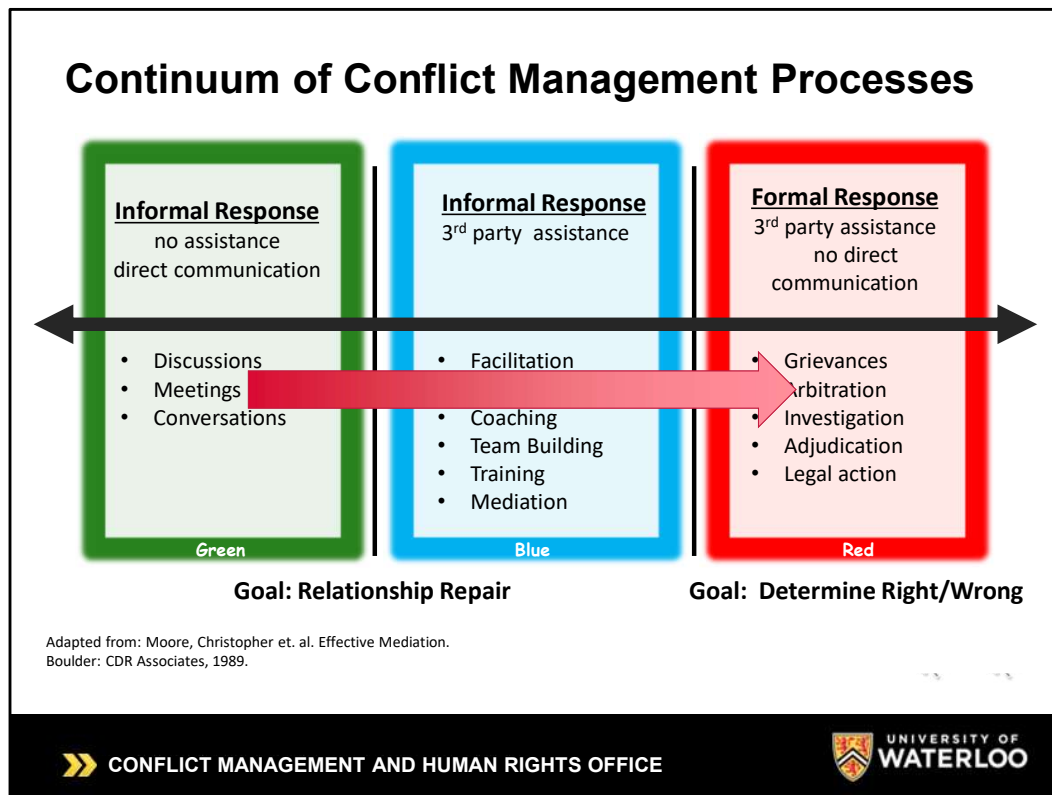 Continuum of Conflict Management Processes
Informal Response
no assistance
direct communication
• Discussions
• Meetings
• Conversations
Green
Informal Response
3rd party assistance
• Facilitation
• Coaching
• Team Building
• Training
• Mediation
Blue
Formal Response
3rd party assistance
no direct
communication
• Grievances
Arbitration
• Investigation
• Adjudication
• Legal action
Red
Goal: Relationship Repair
Goal: Determine Right/Wrong
Adapted from: Moore, Christopher et. al. Effective Mediation.
Boulder: CDR Associates, 1989.
CONFLICT MANAGEMENT AND HUMAN RIGHTS OFFICE
UNIVERSITY OF
WATERLOO